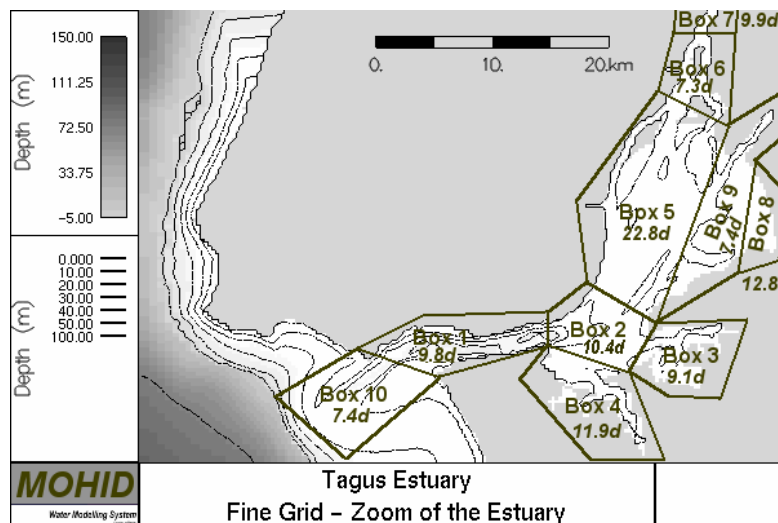 150.00
111.25
72.50
33.75
-5.00
Depth (m)
0.000
10.00
20.00
30.00
40.00
50.00
100.00
Depth (m)
0. 10. 20.km
Box 7 9.9d
Box 6
7.3d
Box 5
22.8d
Box 9
7.4d
Box 8
12.8
Box 1
9.8d
Box 2
10.4d
Box 3
9.1d
Box 10
7.4d
Box 4
11.9d
MOHID
Water Modelling System
Tagus Estuary
Fine Grid – Zoom of the Estuary